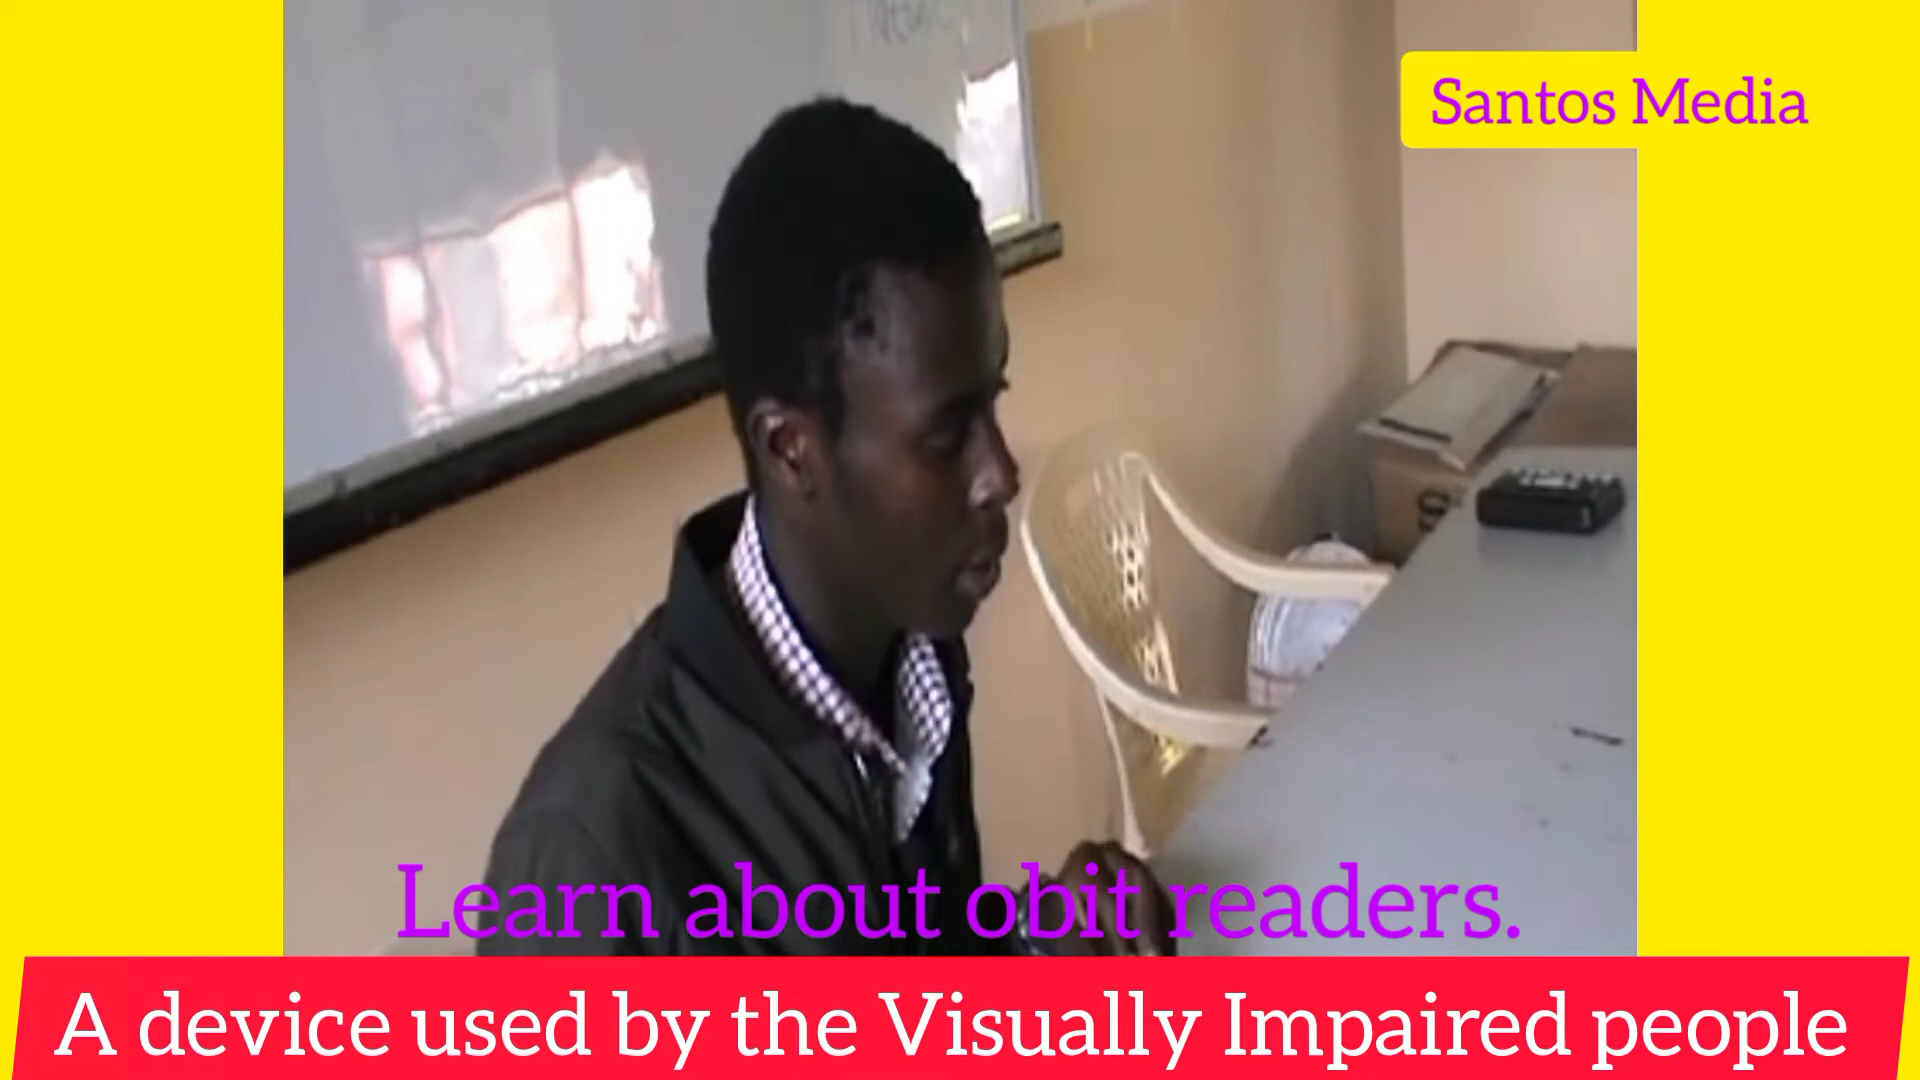 Santos Media
Learn about obit readers.
A device used by the Visually Impaired people